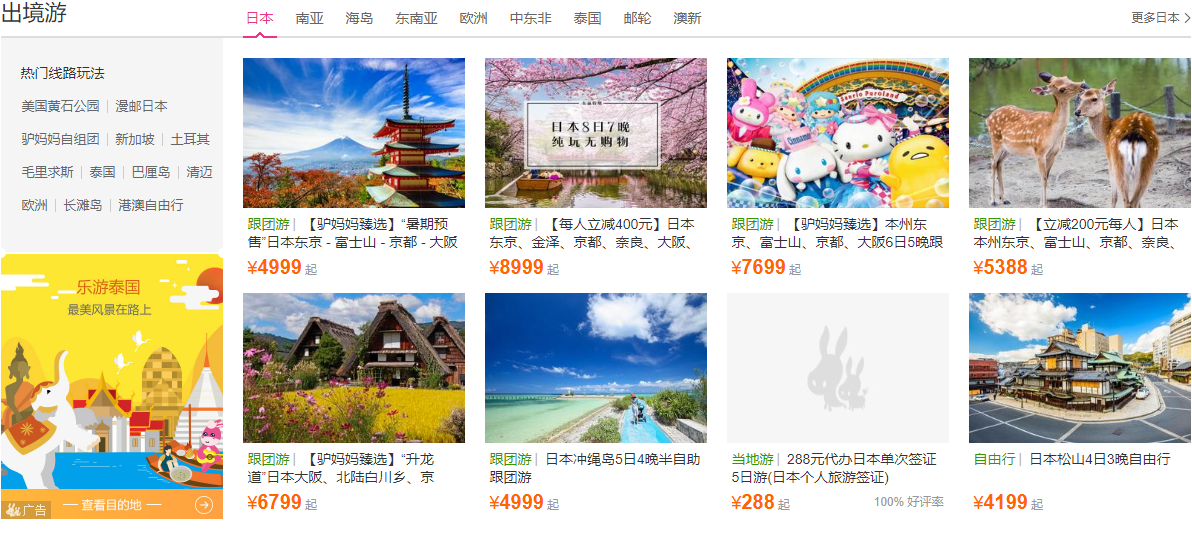 出境游
日本 南亚 海岛 东南亚 欧洲 中东非 泰国 邮轮 澳新
更多日本 >
热门线路玩法
美国黄石公园 | 漫邮日本
驴妈妈自组团 | 新加坡 | 土耳其
毛里求斯 | 泰国 | 巴厘岛 | 清迈
欧洲 | 长滩岛 | 港澳自由行
乐游泰国
最美风景在路上
查看目的地
广告
跟团游 | 【驴妈妈臻选】“暑期预
售”日本东京 - 富士山 - 京都 - 大阪
¥4999 起
日本8日7晚
纯玩无购物
跟团游 | 【每人立减400元】日本
东京、金泽、京都、奈良、大阪、
¥8999 起
Sanrio Puroland
Cinnamon
跟团游 | 【驴妈妈臻选】本州东
京、富士山、京都、大阪6日5晚跟
¥7699 起
跟团游 | 【立减200元每人】日本
本州东京、富士山、京都、奈良、
¥5388 起
跟团游 | 【驴妈妈臻选】“升龙
道”日本大阪、北陆白川乡、京
¥6799 起
跟团游 | 日本冲绳岛5日4晚半自助
跟团游
¥4999 起
当地游 | 288元代办日本单次签证
5日游(日本个人旅游签证)
¥288 起
100% 好评率
自由行 | 日本松山4日3晚自由行
¥4199 起